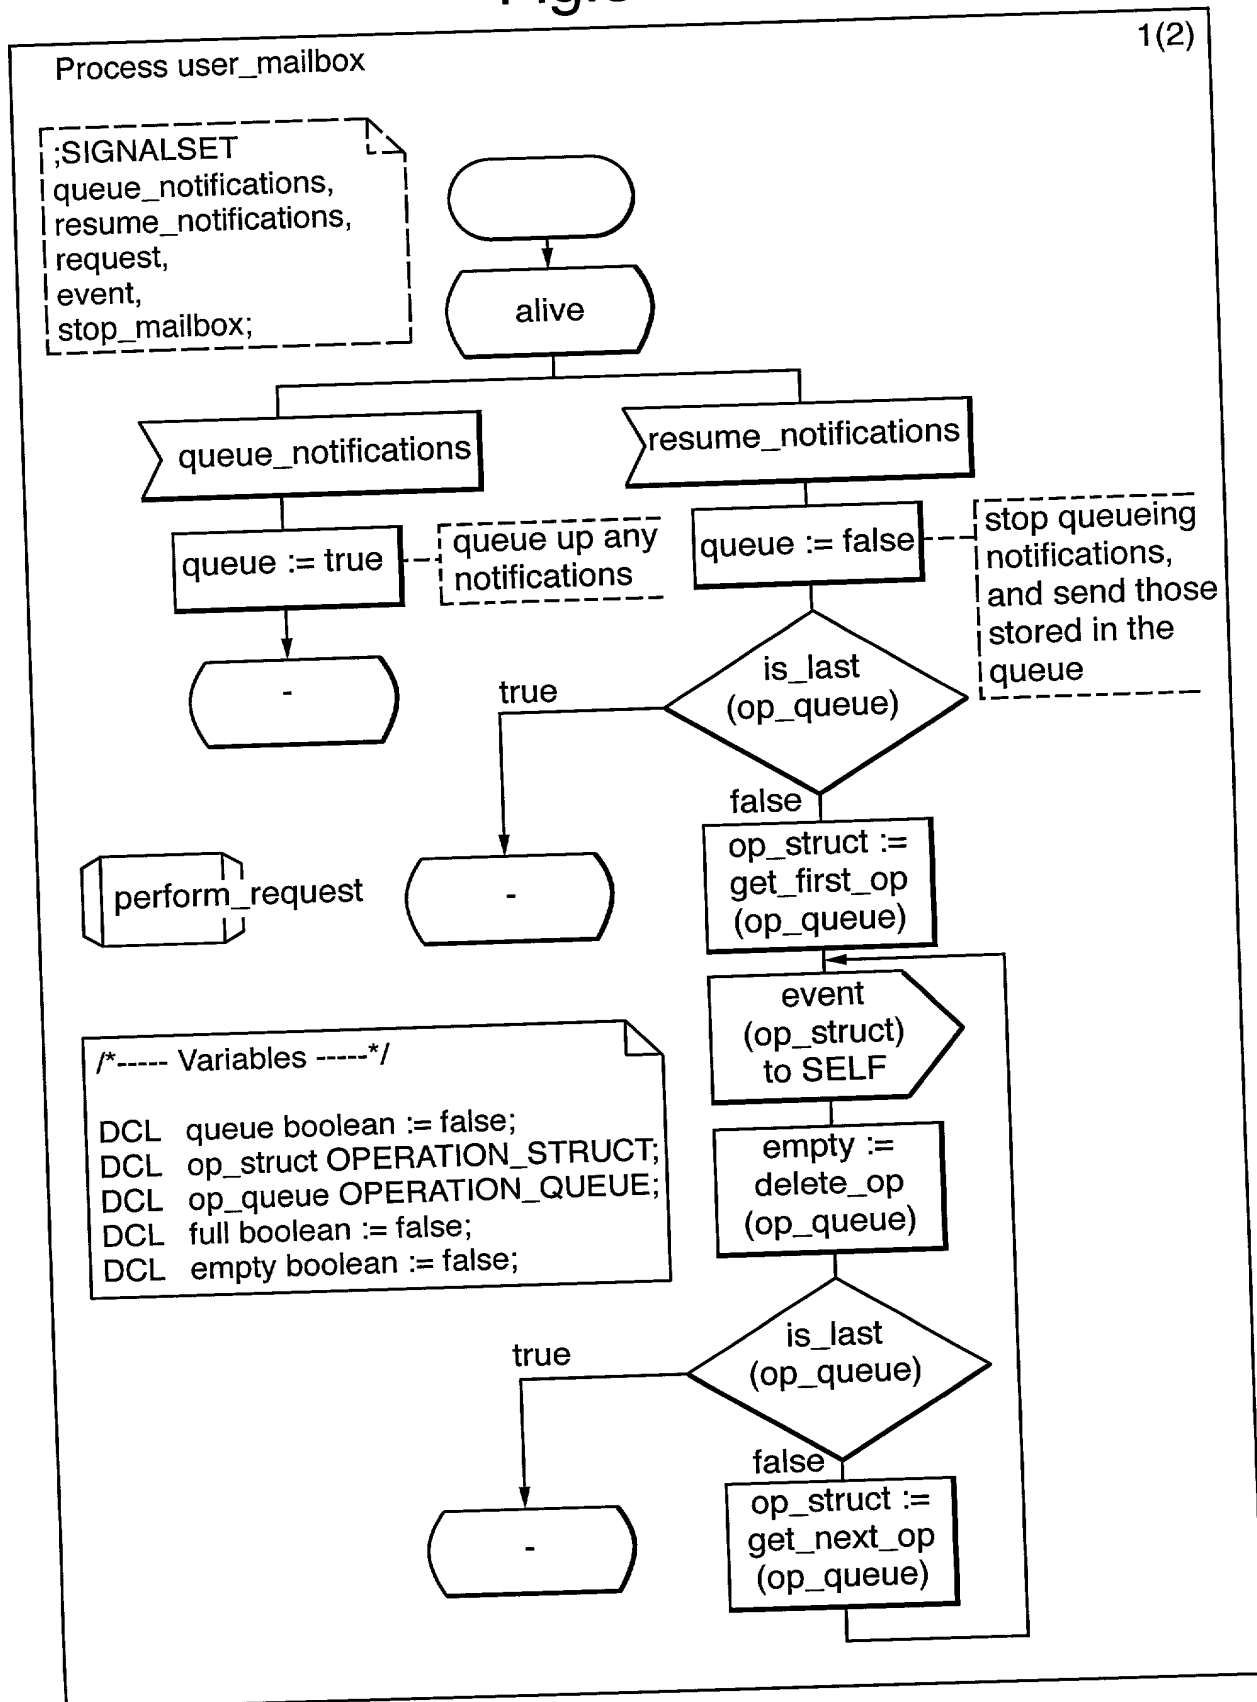 Process user_mailbox
1(2)
;SIGNALSET
queue_notifications,
resume_notifications,
request,
event,
stop_mailbox;
alive
queue_notifications
resume_notifications
queue := true
queue up any
notifications
queue := false
stop queueing
notifications,
and send those
stored in the
queue
-
true
is_last
(op_queue)
false
perform_request
-
op_struct :=
get_first_op
(op_queue)
event
(op_struct)
to SELF
/*----- Variables -----*/
DCL queue boolean := false;
DCL op_struct OPERATION_STRUCT;
DCL op_queue OPERATION_QUEUE;
DCL full boolean := false;
DCL empty boolean := false;
empty :=
delete_op
(op_queue)
true
is_last
(op_queue)
false
-
op_struct :=
get_next_op
(op_queue)